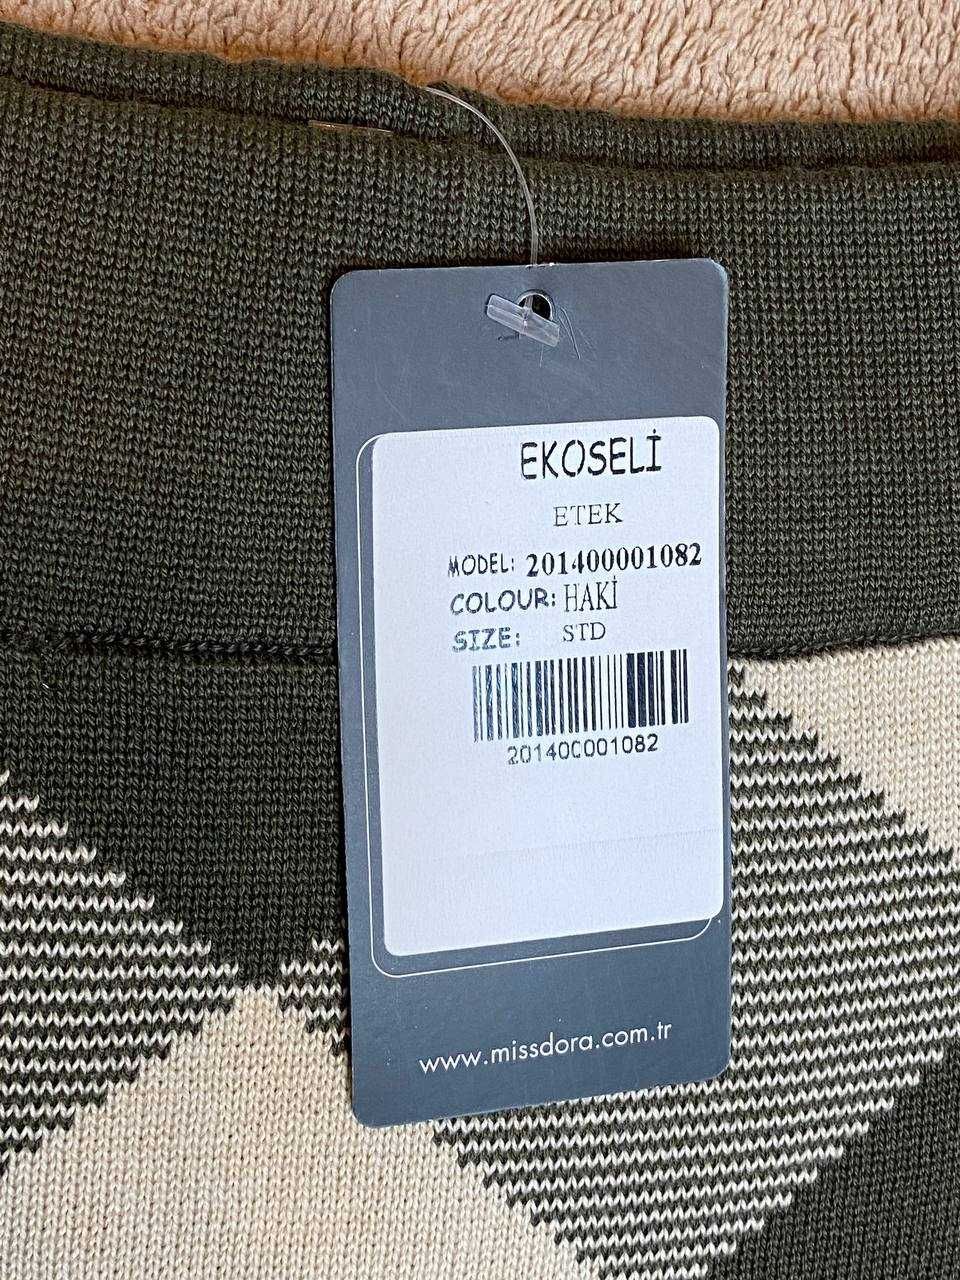 EKOSELİ
ETEK
MODEL: 201400001082
COLOUR: HAKİ
SIZE: STD
201400001082
www.missdora.com.tr